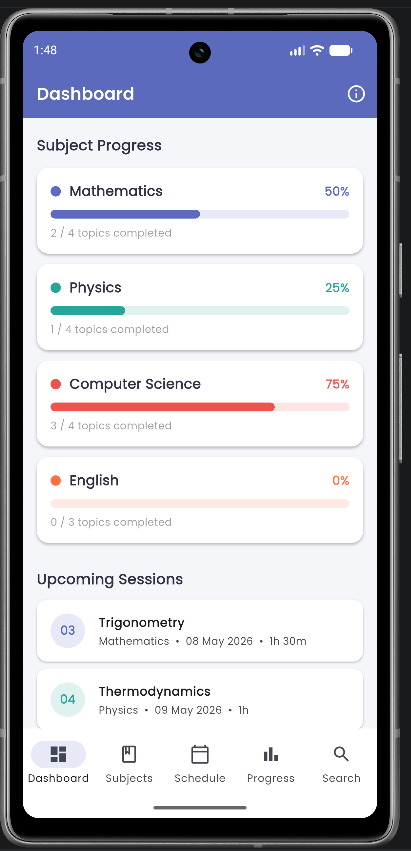 1:48
Dashboard
Subject Progress
Mathematics 50%
2 / 4 topics completed
Physics 25%
1 / 4 topics completed
Computer Science 75%
3 / 4 topics completed
English 0%
0 / 3 topics completed
Upcoming Sessions
03 Trigonometry
Mathematics • 08 May 2026 • 1h 30m
04 Thermodynamics
Physics • 09 May 2026 • 1h
Dashboard Subjects Schedule Progress Search